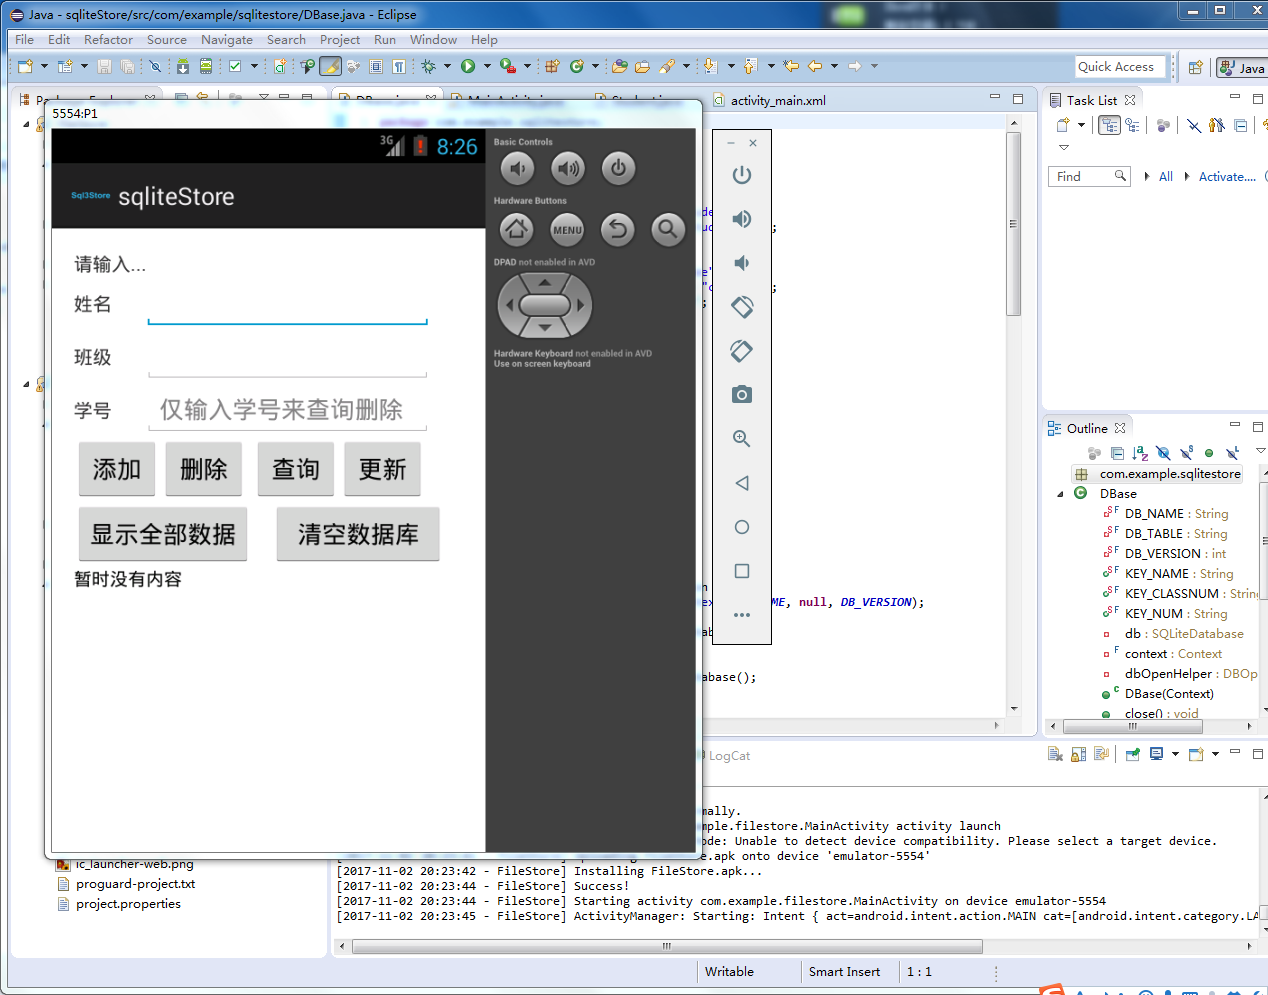 Java - sqliteStore/src/com/example/sqlitestore/DBase.java - Eclipse
File Edit Refactor Source Navigate Search Project Run Window Help
Quick Access
Java
5554:P1
activity_main.xml
Task List
3G 8:26
Sql3Store sqliteStore
请输入...
姓名
班级
学号 仅输入学号来查询删除
添加 删除 查询 更新
显示全部数据 清空数据库
暂时没有内容
Basic Controls
Hardware Buttons
MENU
DPAD not enabled in AVD
Hardware Keyboard not enabled in AVD
Use on screen keyboard
ME, null, DB_VERSION);
abase();
Find All Activate...
Outline
com.example.sqlitestore
DBase
DB_NAME : String
DB_TABLE : String
DB_VERSION : int
KEY_NAME : String
KEY_CLASSNUM : String
KEY_NUM : String
db : SQLiteDatabase
context : Context
dbOpenHelper : DBOp
DBase(Context)
close() : void
LogCat
mally.
mple.filestore.MainActivity activity launch
ode: Unable to detect device compatibility. Please select a target device.
e.apk onto device 'emulator-5554'
[2017-11-02 20:23:42 - FileStore] Installing FileStore.apk...
[2017-11-02 20:23:44 - FileStore] Success!
[2017-11-02 20:23:44 - FileStore] Starting activity com.example.filestore.MainActivity on device emulator-5554
[2017-11-02 20:23:45 - FileStore] ActivityManager: Starting: Intent { act=android.intent.action.MAIN cat=[android.intent.category.LA
ic_launcher-web.png
proguard-project.txt
project.properties
Writable Smart Insert 1 : 1